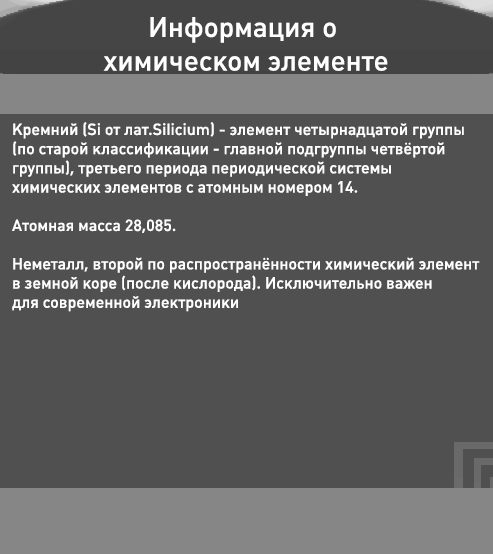 Информация о
химическом элементе
Кремний (Si от лат.Silicium) - элемент четырнадцатой группы
(по старой классификации - главной подгруппы четвёртой
группы), третьего периода периодической системы
химических элементов с атомным номером 14.
Атомная масса 28,085.
Неметалл, второй по распространённости химический элемент
в земной коре (после кислорода). Исключительно важен
для современной электроники